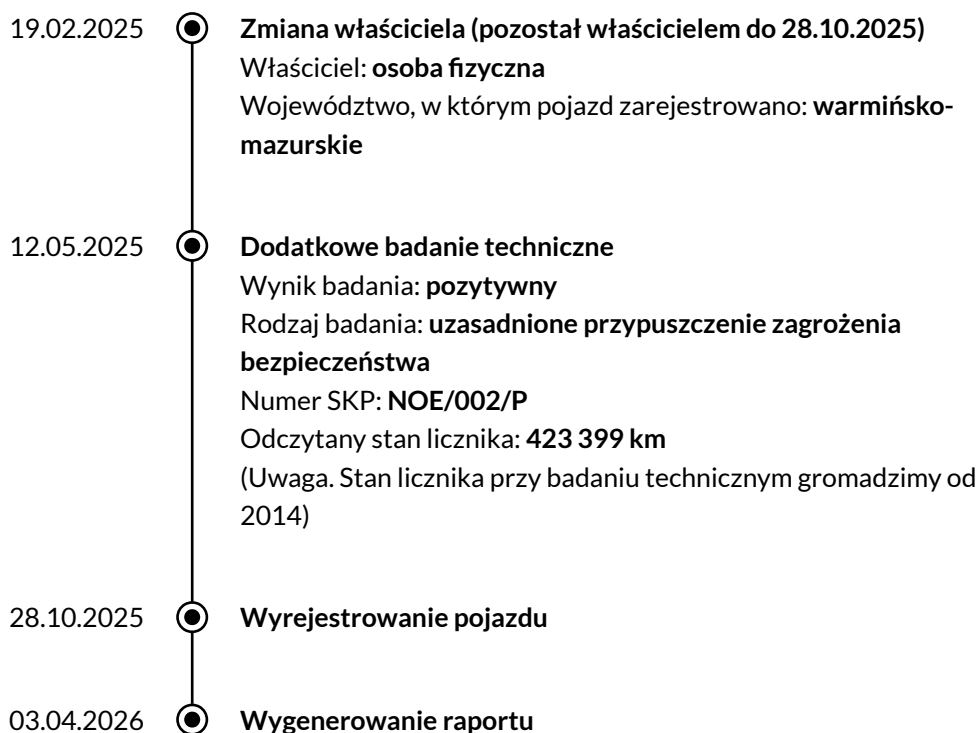 19.02.2025 Zmiana właściciela (pozostał właścicielem do 28.10.2025)
Właściciel: osoba fizyczna
Województwo, w którym pojazd zarejestrowano: warmińsko-
mazurskie
12.05.2025 Dodatkowe badanie techniczne
Wynik badania: pozytywny
Rodzaj badania: uzasadnione przypuszczenie zagrożenia
bezpieczeństwa
Numer SKP: NOE/002/P
Odczytany stan licznika: 423 399 km
(Uwaga. Stan licznika przy badaniu technicznym gromadzimy od
2014)
28.10.2025 Wyrejestrowanie pojazdu
03.04.2026 Wygenerowanie raportu